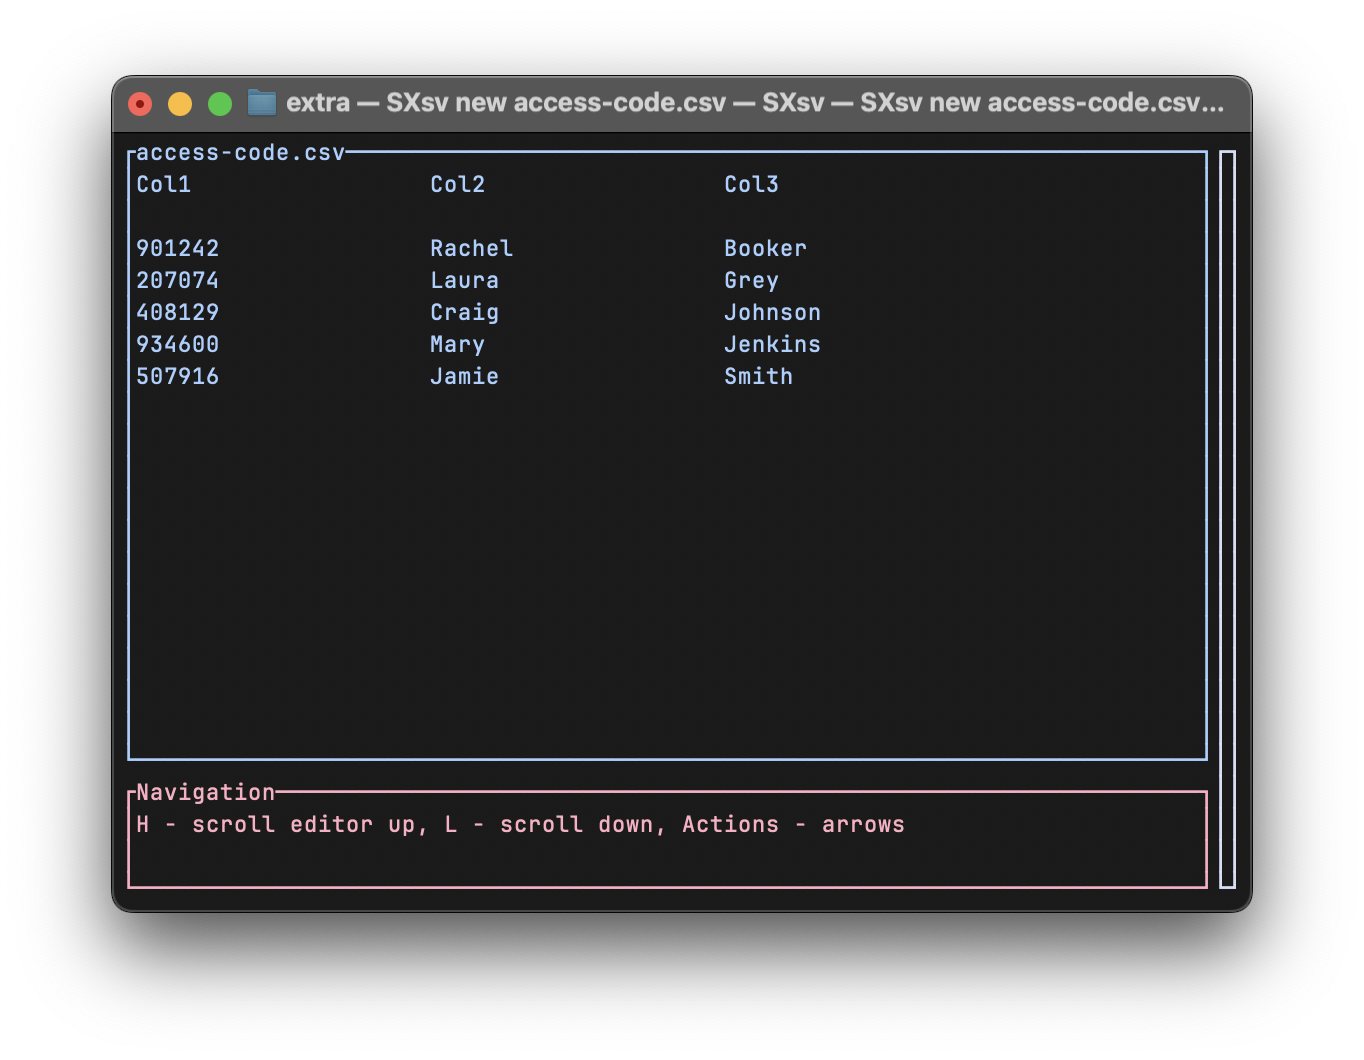 extra — SXsv new access-code.csv — SXsv — SXsv new access-code.csv...
access-code.csv
Col1 Col2 Col3
901242 Rachel Booker
207074 Laura Grey
408129 Craig Johnson
934600 Mary Jenkins
507916 Jamie Smith
Navigation
H - scroll editor up, L - scroll down, Actions - arrows